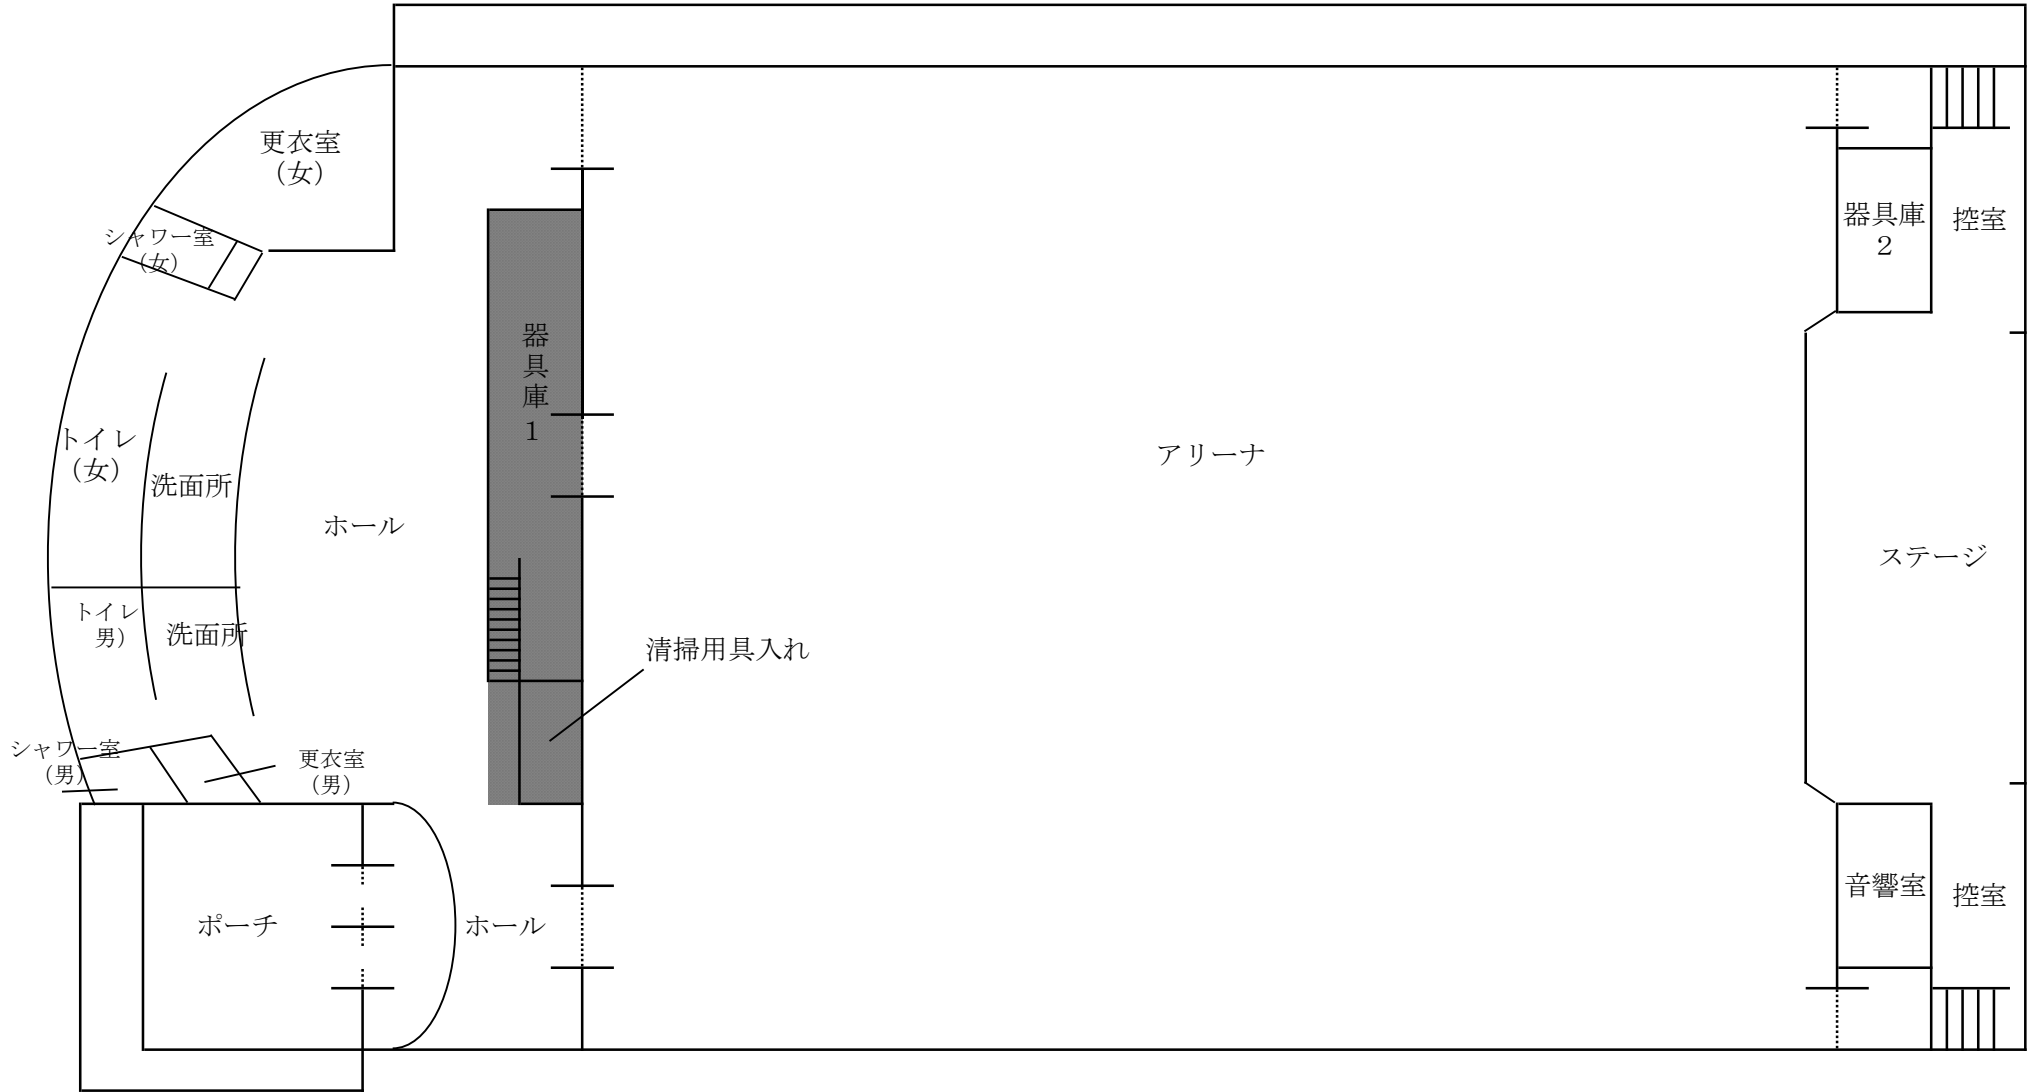 更衣室
(女)
シャワー室
(女)
器具庫
2
控室
器
具
庫
1
トイレ
(女)
洗面所
アリーナ
ホール
ステージ
トイレ
男)
洗面所
清掃用具入れ
シャワー室
(男)
更衣室
(男)
ポーチ
ホール
音響室
控室